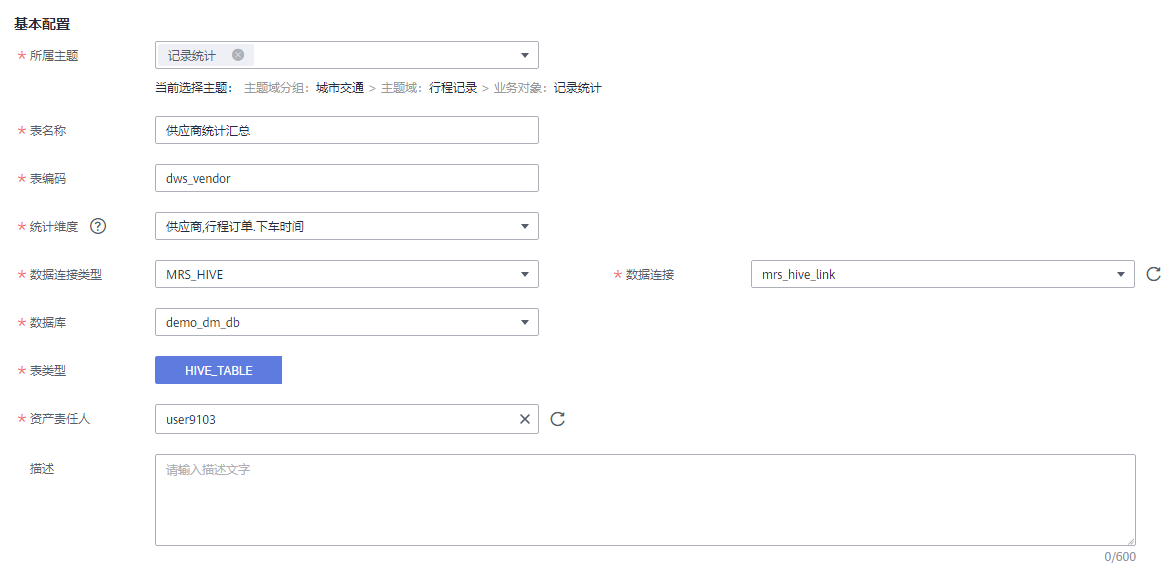 基本配置
* 所属主题 记录统计
当前选择主题： 主题域分组： 城市交通 > 主题域： 行程记录 > 业务对象： 记录统计
* 表名称 供应商统计汇总
* 表编码 dws_vendor
* 统计维度 ? 供应商,行程订单.下车时间
* 数据连接类型 MRS_HIVE * 数据连接 mrs_hive_link
* 数据库 demo_dm_db
* 表类型 HIVE_TABLE
* 资产责任人 user9103
描述 请输入描述文字
0/600